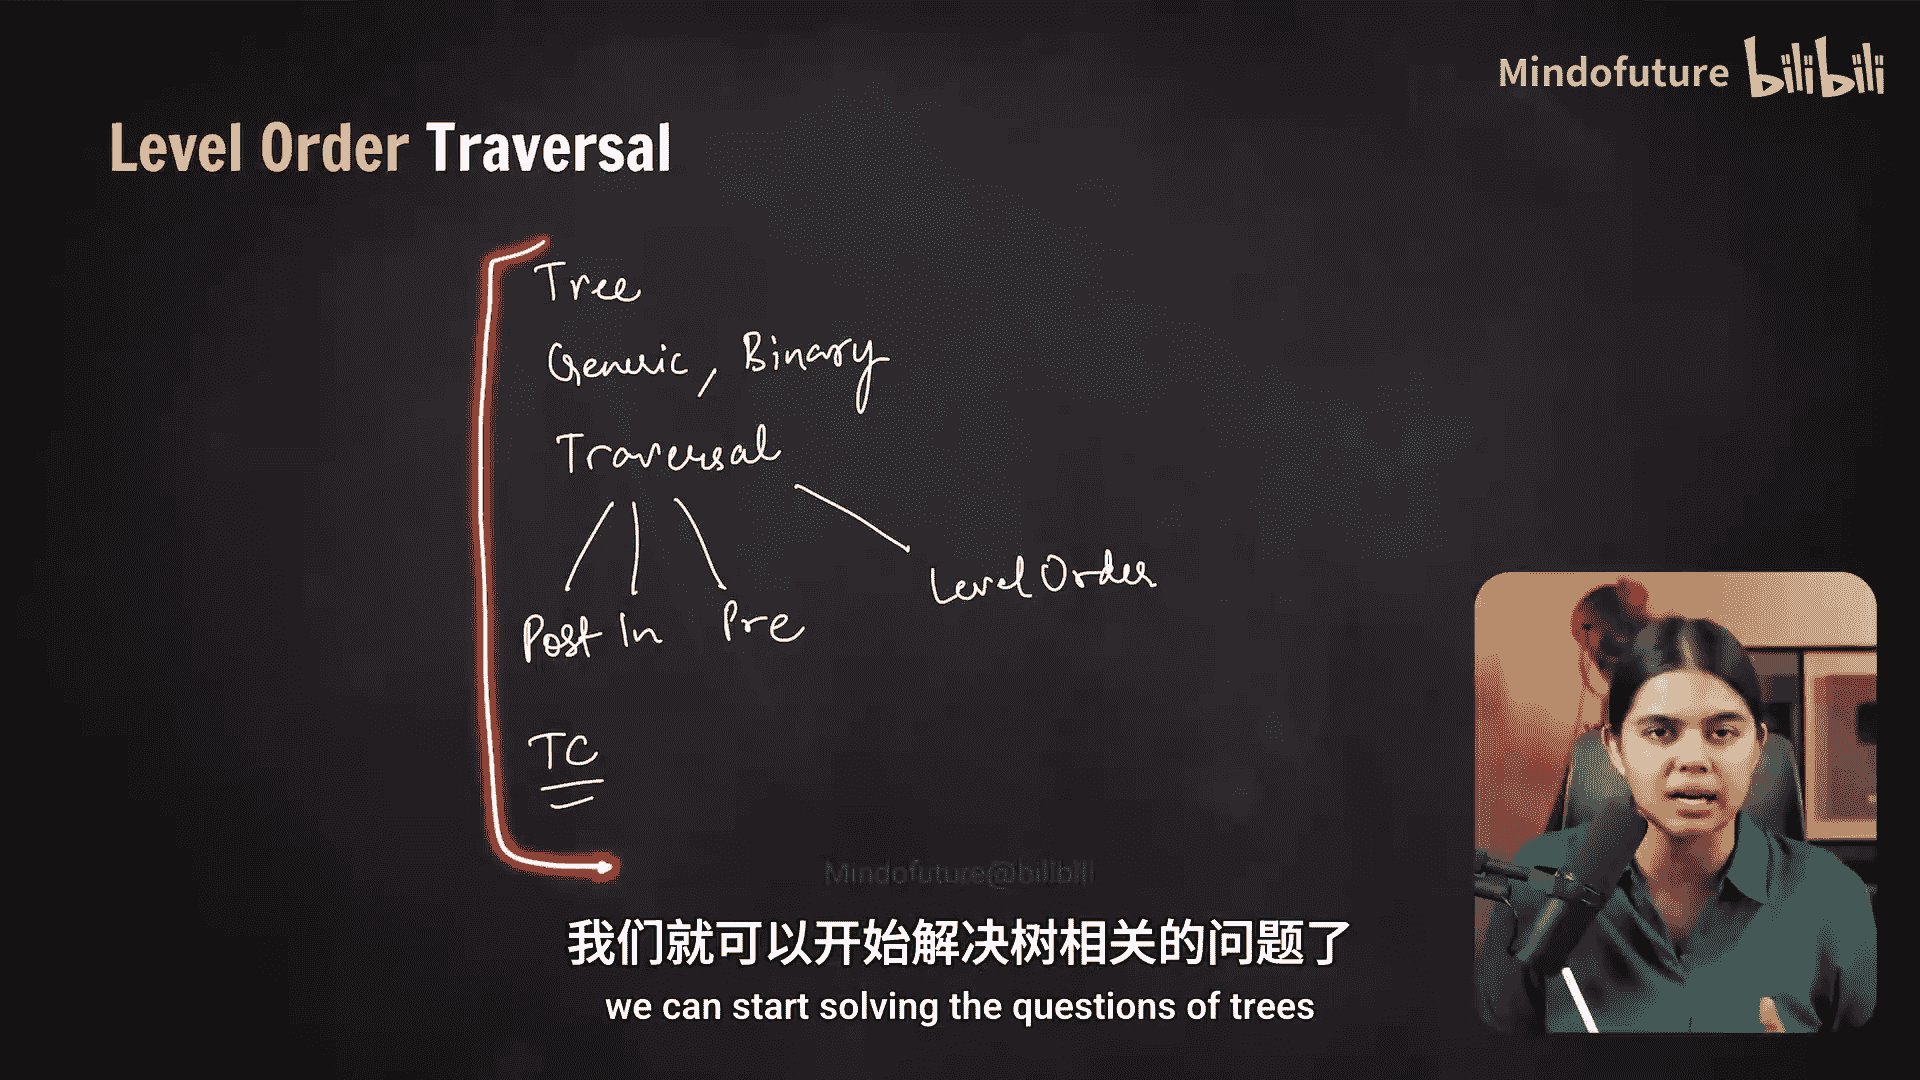 Mindofuture bilibili
Level Order Traversal
Tree
Generic, Binary
Traversal
Post In Pre
Level Order
TC
Mindofuture@bilibili
我们就可以开始解决树相关的问题了
we can start solving the questions of trees